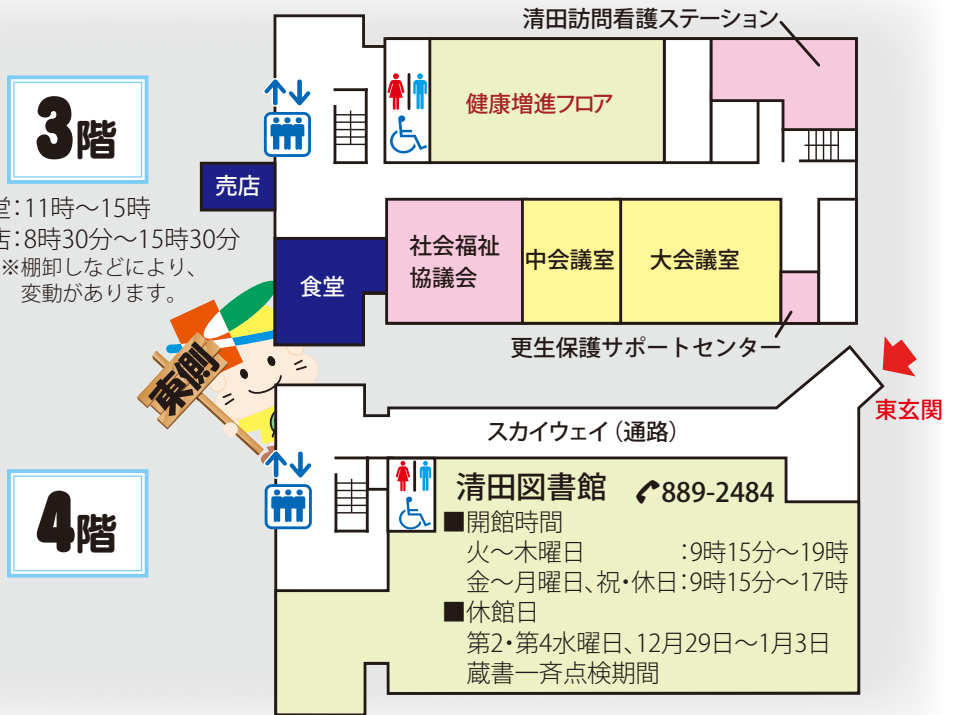 清田訪問看護ステーション
3階
健康増進フロア
売店
堂:11時～15時
店:8時30分～15時30分
※棚卸しなどにより、
変動があります。
食堂
社会福祉
協議会
中会議室
大会議室
更生保護サポートセンター
東側
東玄関
スカイウェイ（通路）
4階
清田図書館 889-2484
■開館時間
火～木曜日 :9時15分～19時
金～月曜日、祝・休日:9時15分～17時
■休館日
第2・第4水曜日、12月29日～1月3日
蔵書一斉点検期間